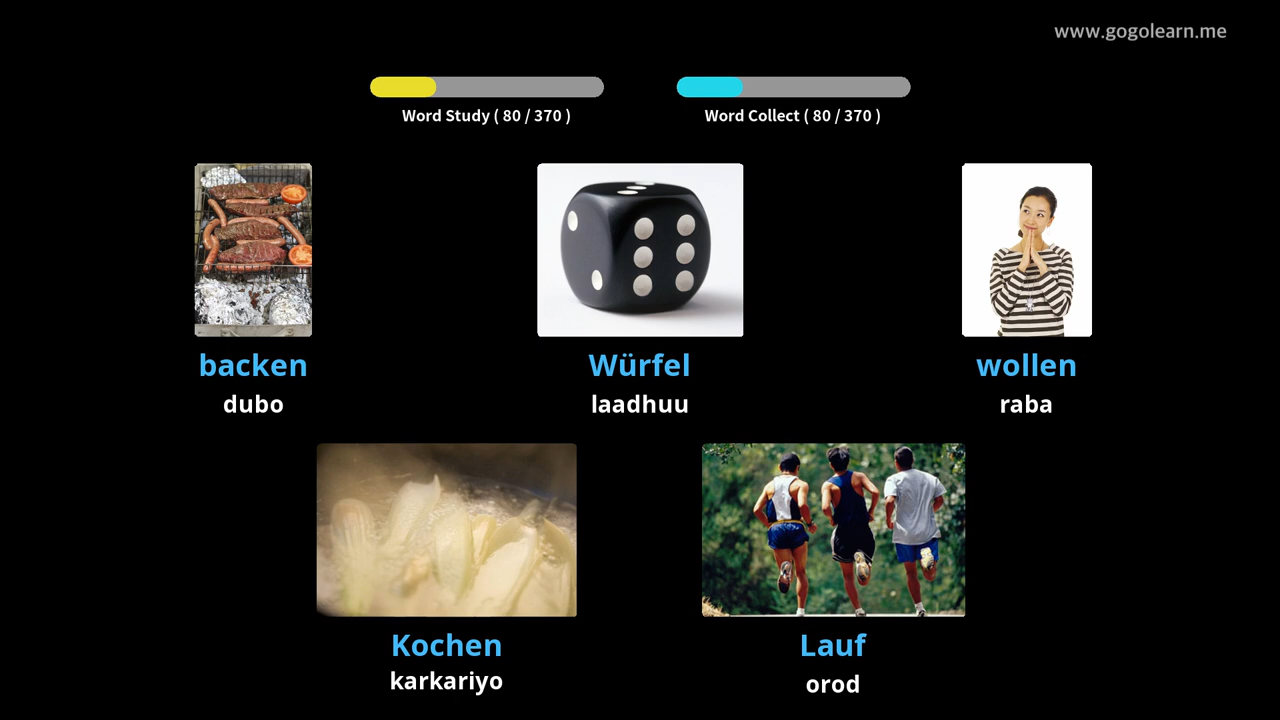 www.gogolearn.me
Word Study ( 80 / 370 )
Word Collect ( 80 / 370 )
backen
dubo
Würfel
laadhuu
wollen
raba
Kochen
karkariyo
Lauf
orod